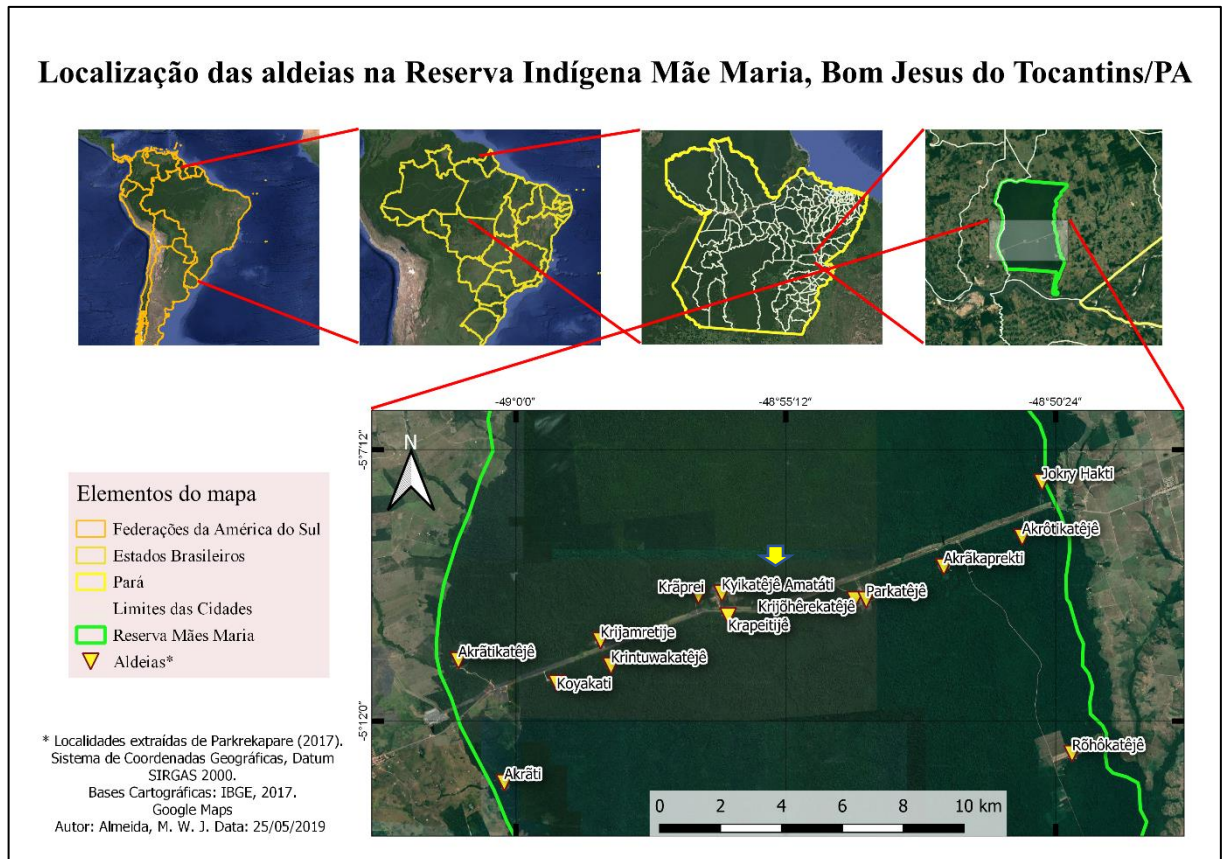 Localização das aldeias na Reserva Indígena Mãe Maria, Bom Jesus do Tocantins/PA
-49°0'0"
-48°55'12"
-48°50'24"
-5°7'12"
-5°12'0"
N
Jokry Hakti
Akrôtikatêjê
Akrãkaprekti
Krãprei
Kyikatêjê Amatáti
Krijõhêrekatêjê
Parkatêjê
Krapeitijê
Krijamretije
Akrãtikatêjê
Krintuwakatêjê
Koyakati
Rõhôkatêjê
Akrãti
0 2 4 6 8 10 km
Elementos do mapa
Federações da América do Sul
Estados Brasileiros
Pará
Limites das Cidades
Reserva Mães Maria
Aldeias*
* Localidades extraídas de Parkrekapare (2017).
Sistema de Coordenadas Geográficas, Datum
SIRGAS 2000.
Bases Cartográficas: IBGE, 2017.
Google Maps
Autor: Almeida, M. W. J. Data: 25/05/2019